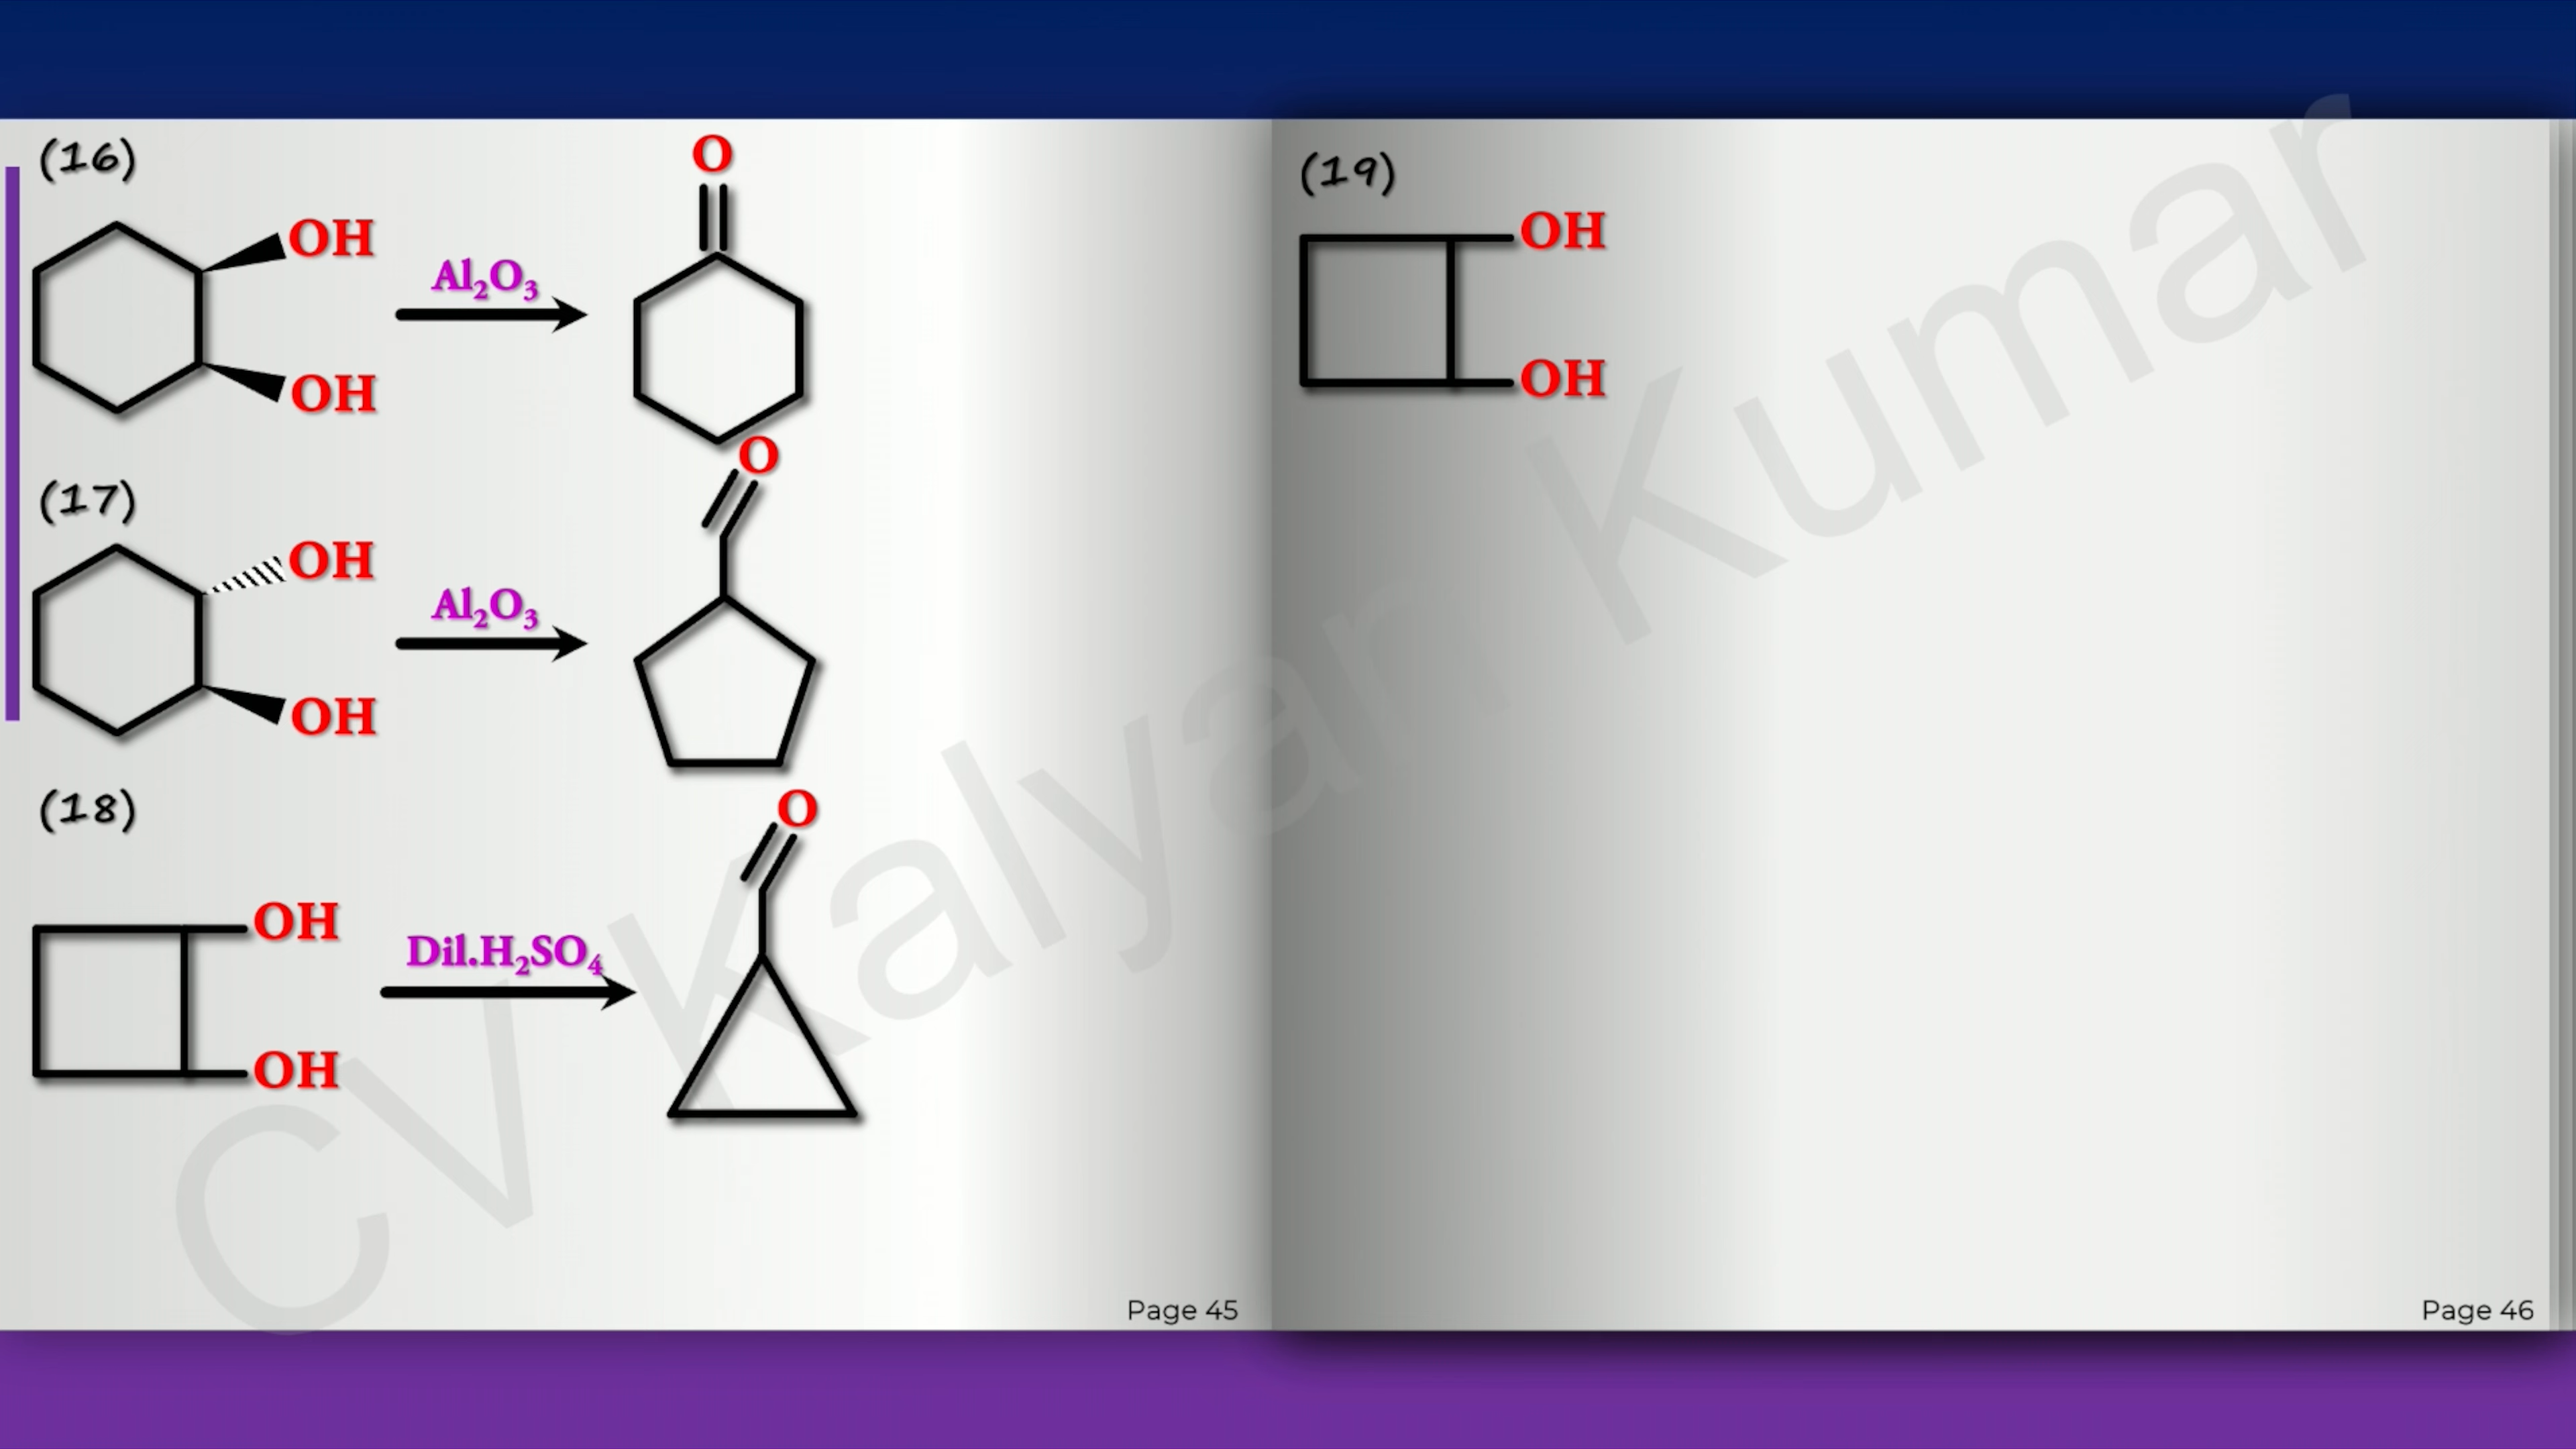 (16)
O
OH
Al₂O₃
OH
O
(17)
OH
Al₂O₃
OH
O
(18)
OH
Dil.H₂SO₄
OH
Page 45
(19)
OH
OH
Page 46
CV Kalyan Kumar